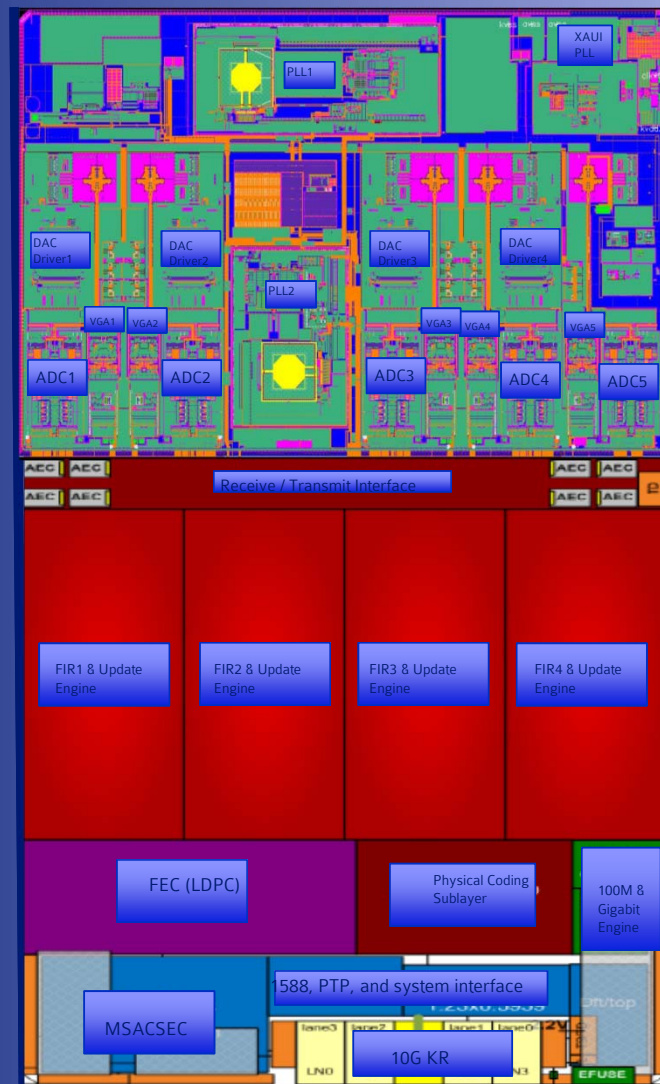 XAUI
PLL
PLL1
DAC
Driver1
DAC
Driver2
DAC
Driver3
DAC
Driver4
PLL2
VGA1
VGA2
VGA3
VGA4
VGA5
ADC1
ADC2
ADC3
ADC4
ADC5
AEC
AEC
AEC
AEC
Receive / Transmit Interface
AEC
AEC
AEC
AEC
FIR1 & Update
Engine
FIR2 & Update
Engine
FIR3 & Update
Engine
FIR4 & Update
Engine
FEC (LDPC)
Physical Coding
Sublayer
100M &
Gigabit
Engine
1588, PTP, and system interface
MSACSEC
lane3
lane2
lane1
lane0
LN0
10G KR
EFUSE